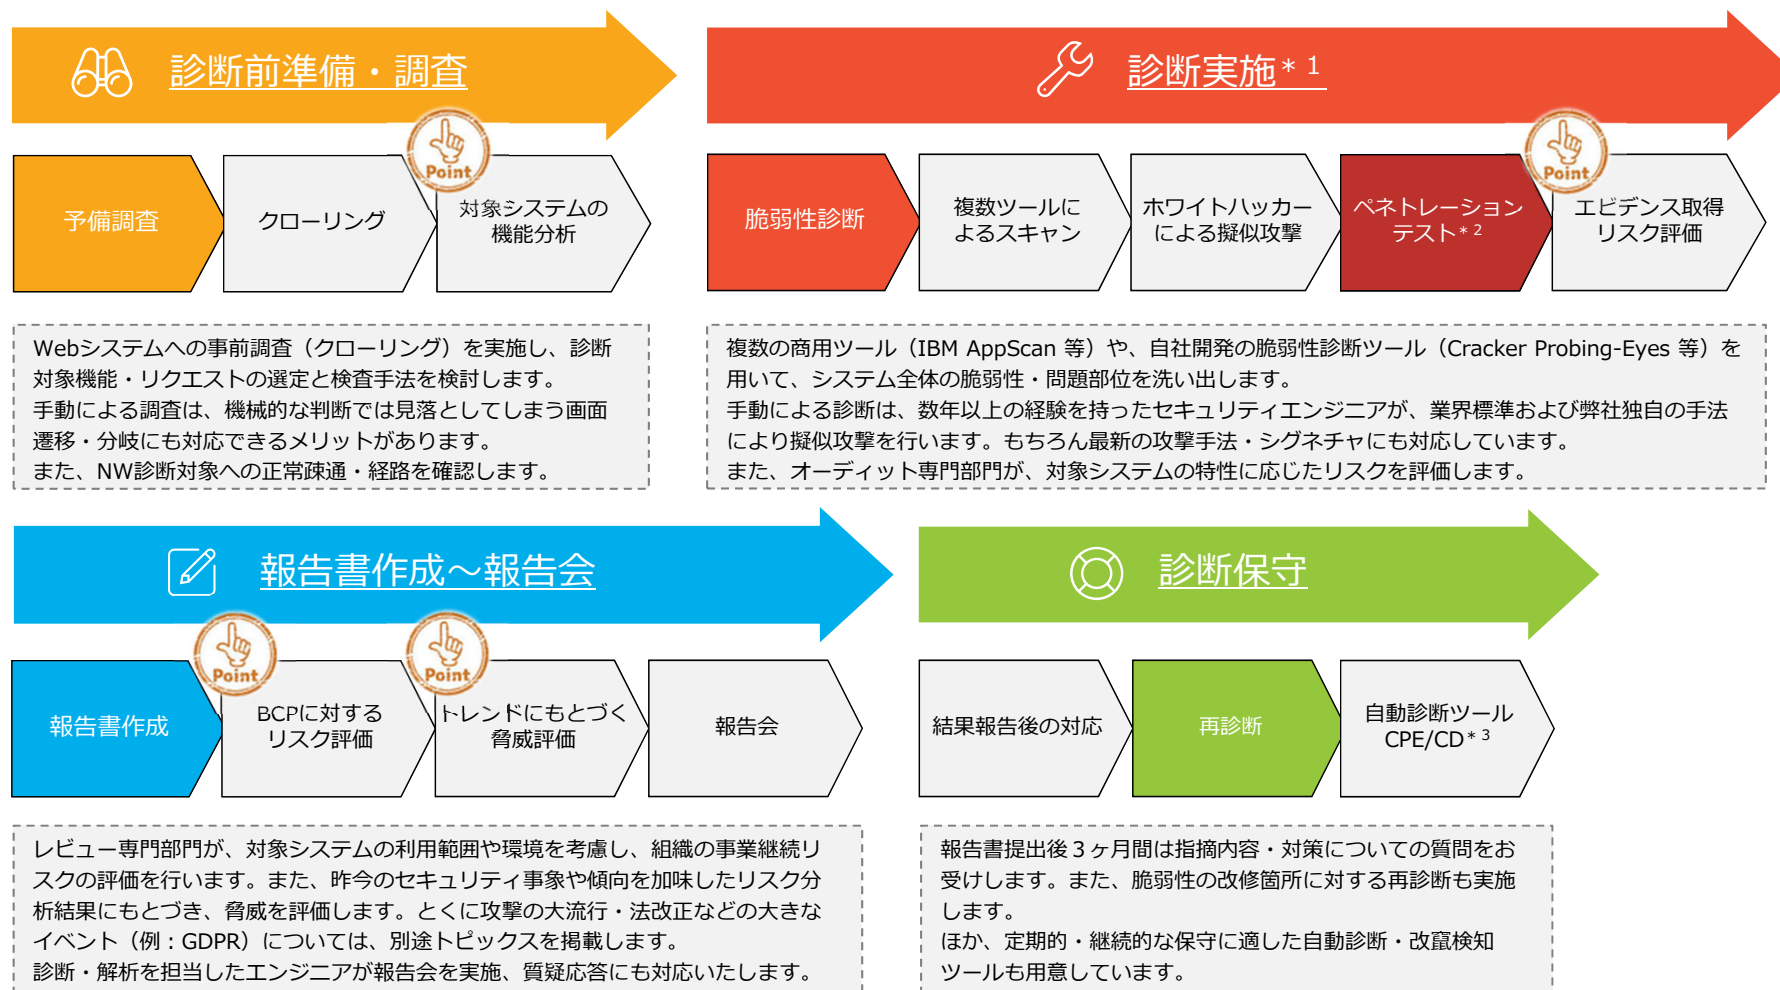 診断前準備・調査
Point
予備調査
クローリング
対象システムの
機能分析
Webシステムへの事前調査（クローリング）を実施し、診断
対象機能・リクエストの選定と検査手法を検討します。
手動による調査は、機械的な判断では見落としてしまう画面
遷移・分岐にも対応できるメリットがあります。
また、NW診断対象への正常疎通・経路を確認します。
診断実施*1
Point
脆弱性診断
複数ツールに
よるスキャン
ホワイトハッカー
による擬似攻撃
ペネトレーション
テスト*2
エビデンス取得
リスク評価
複数の商用ツール（IBM AppScan 等）や、自社開発の脆弱性診断ツール（Cracker Probing-Eyes 等）を
用いて、システム全体の脆弱性・問題部位を洗い出します。
手動による診断は、数年以上の経験を持ったセキュリティエンジニアが、業界標準および弊社独自の手法
により擬似攻撃を行います。もちろん最新の攻撃手法・シグネチャにも対応しています。
また、オーディット専門部門が、対象システムの特性に応じたリスクを評価します。
報告書作成～報告会
Point
Point
報告書作成
BCPに対する
リスク評価
トレンドにもとづく
脅威評価
報告会
レビュー専門部門が、対象システムの利用範囲や環境を考慮し、組織の事業継続リ
スクの評価を行います。また、昨今のセキュリティ事象や傾向を加味したリスク分
析結果にもとづき、脅威を評価します。とくに攻撃の大流行・法改正などの大きな
イベント（例：GDPR）については、別途トピックスを掲載します。
診断・解析を担当したエンジニアが報告会を実施、質疑応答にも対応いたします。
診断保守
結果報告後の対応
再診断
自動診断ツール
CPE/CD*3
報告書提出後３ヶ月間は指摘内容・対策についての質問をお
受けします。また、脆弱性の改修箇所に対する再診断も実施
します。
ほか、定期的・継続的な保守に適した自動診断・改竄検知
ツールも用意しています。